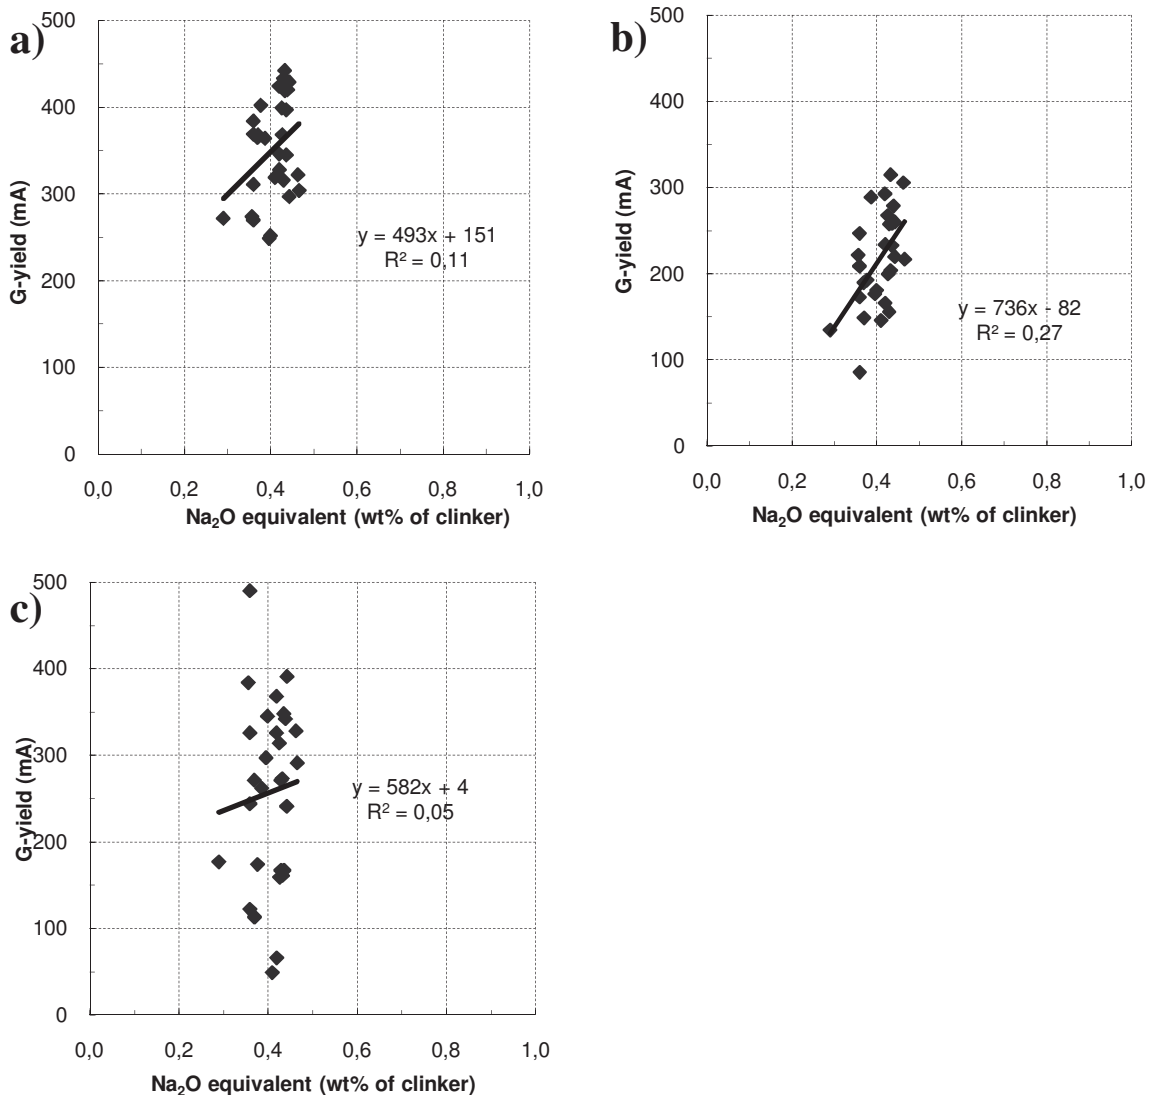 a)
500
400
300
200
100
0
G-yield (mA)
y = 493x + 151
R² = 0,11
0,0 0,2 0,4 0,6 0,8 1,0
Na₂O equivalent (wt% of clinker)
b)
500
400
300
200
100
0
G-yield (mA)
y = 736x - 82
R² = 0,27
0,0 0,2 0,4 0,6 0,8 1,0
Na₂O equivalent (wt% of clinker)
c)
500
400
300
200
100
0
G-yield (mA)
y = 582x + 4
R² = 0,05
0,0 0,2 0,4 0,6 0,8 1,0
Na₂O equivalent (wt% of clinker)